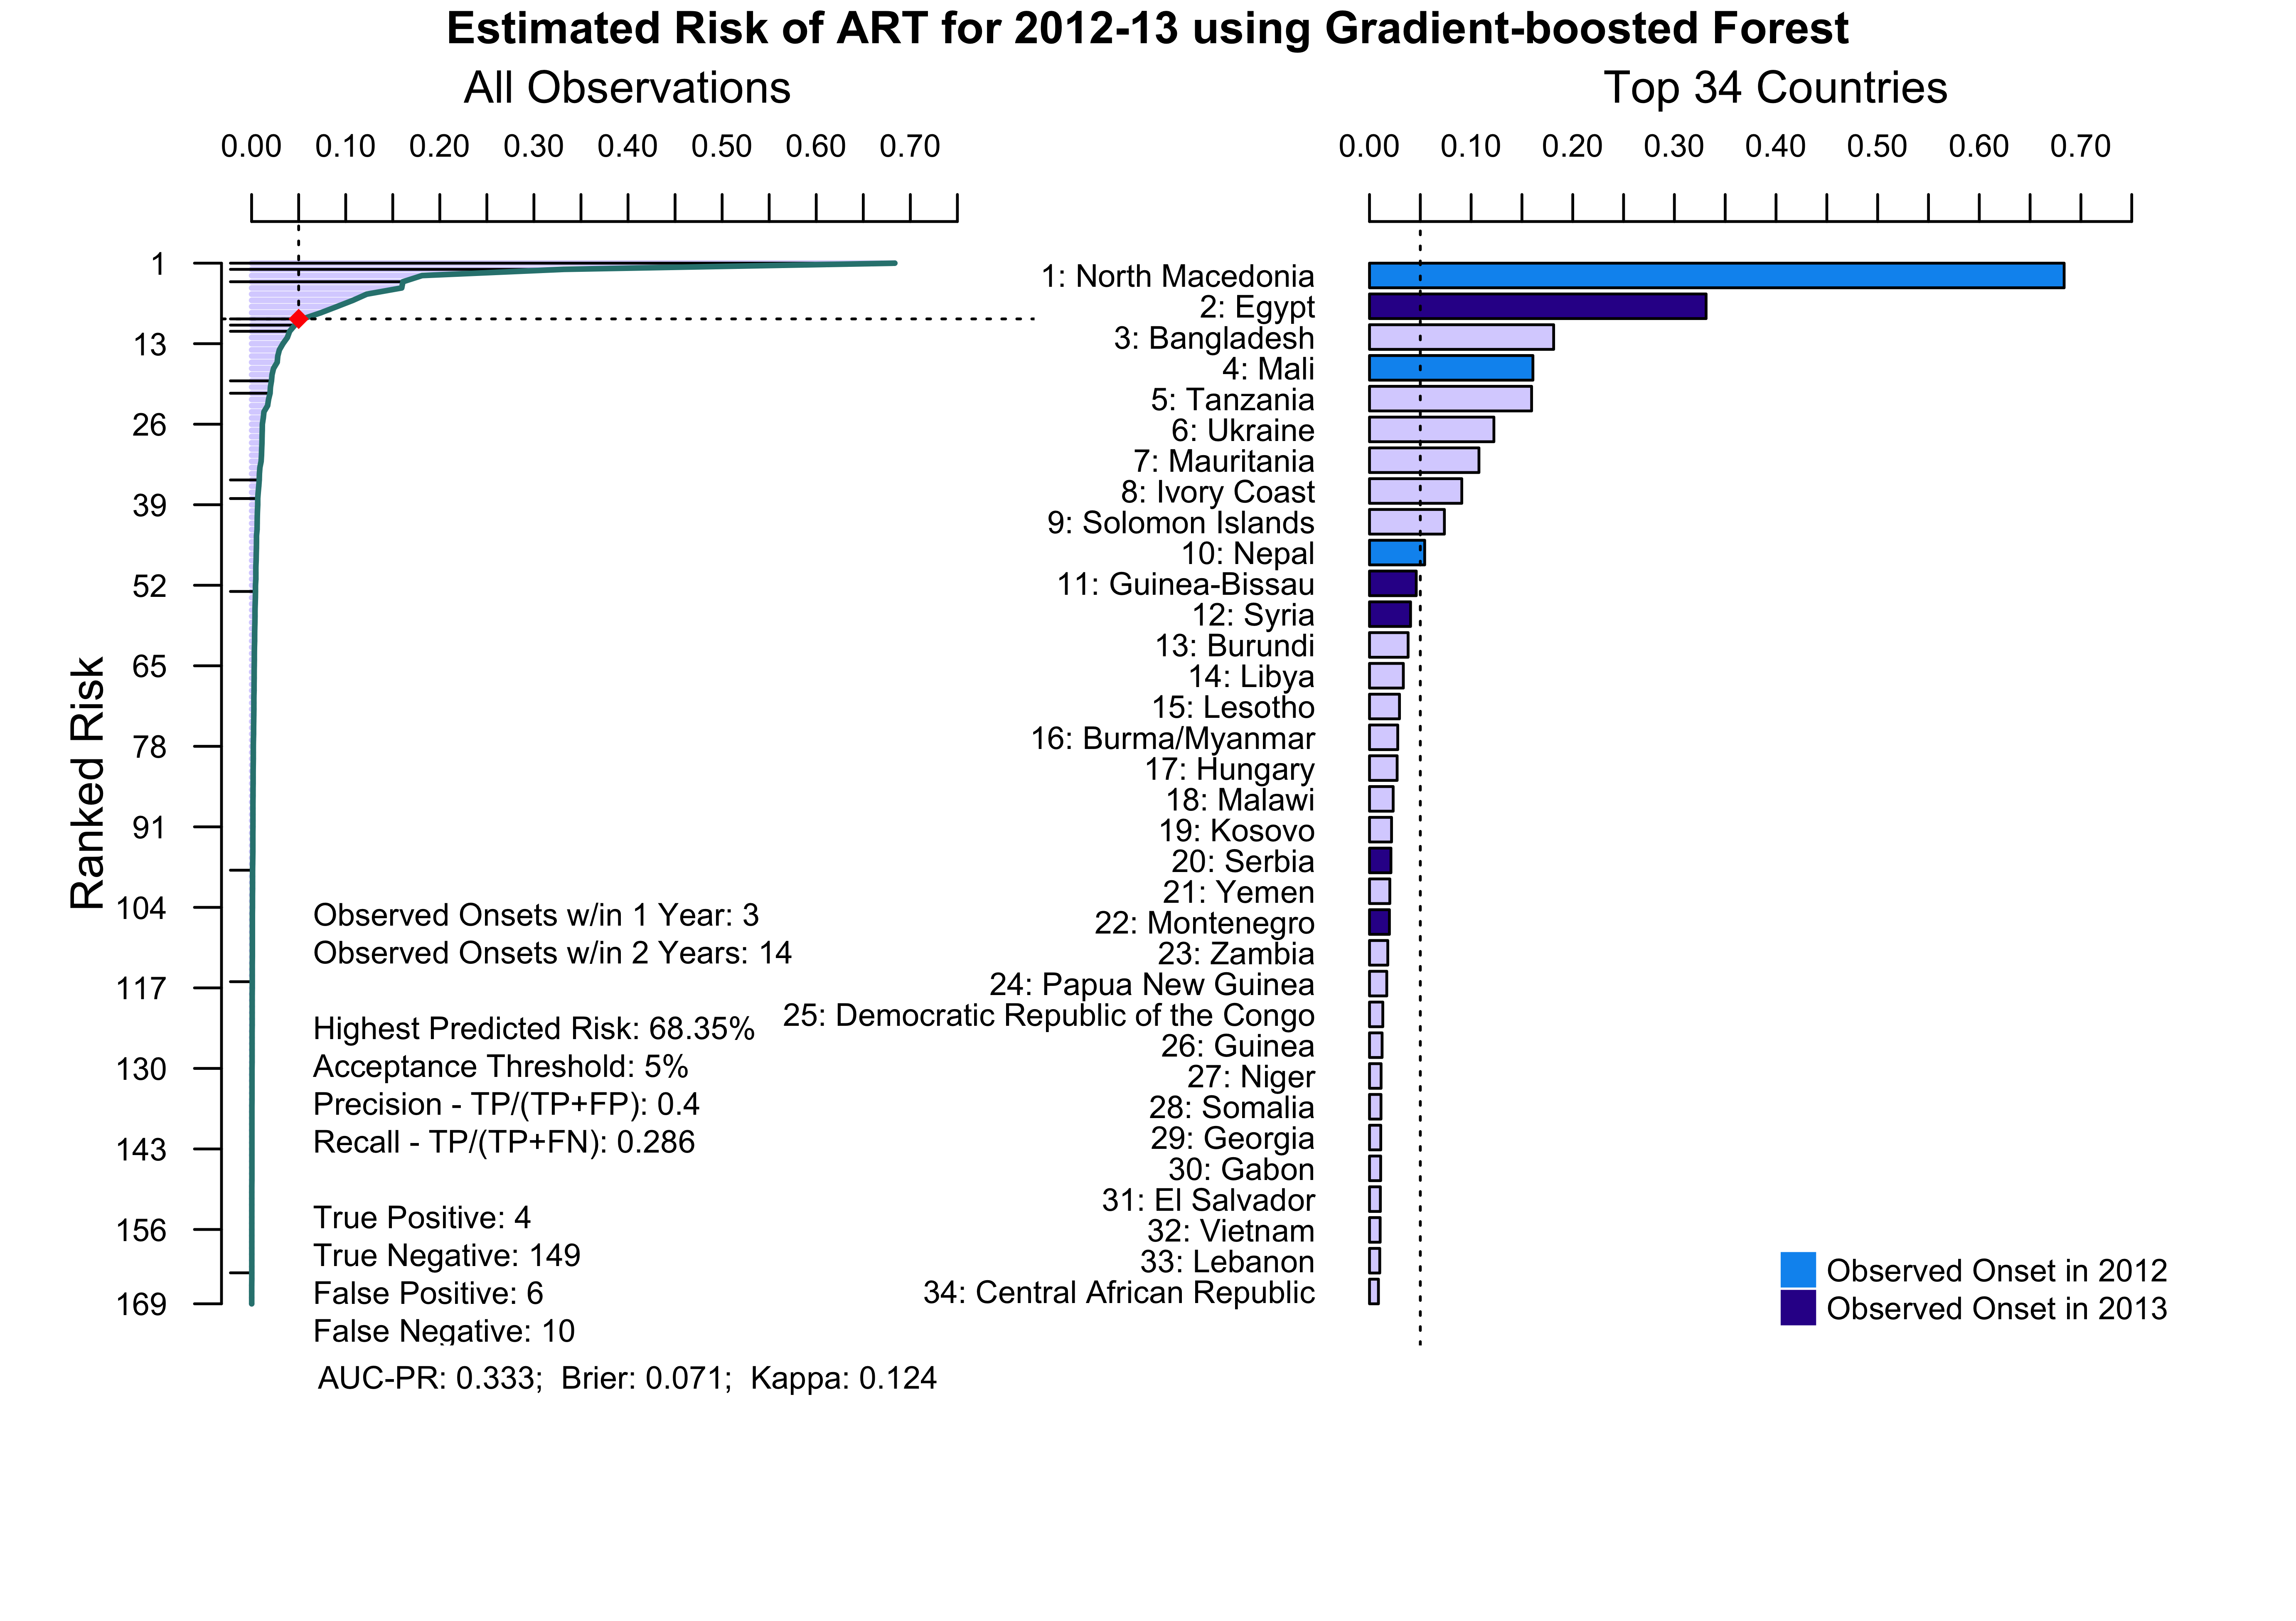 Estimated Risk of ART for 2012-13 using Gradient-boosted Forest
All Observations
0.00 0.10 0.20 0.30 0.40 0.50 0.60 0.70
Ranked Risk
1
13
26
39
52
65
78
91
104
117
130
143
156
169
Observed Onsets w/in 1 Year: 3
Observed Onsets w/in 2 Years: 14
Highest Predicted Risk: 68.35%
Acceptance Threshold: 5%
Precision - TP/(TP+FP): 0.4
Recall - TP/(TP+FN): 0.286
True Positive: 4
True Negative: 149
False Positive: 6
False Negative: 10
AUC-PR: 0.333; Brier: 0.071; Kappa: 0.124
Top 34 Countries
0.00 0.10 0.20 0.30 0.40 0.50 0.60 0.70
1: North Macedonia
2: Egypt
3: Bangladesh
4: Mali
5: Tanzania
6: Ukraine
7: Mauritania
8: Ivory Coast
9: Solomon Islands
10: Nepal
11: Guinea-Bissau
12: Syria
13: Burundi
14: Libya
15: Lesotho
16: Burma/Myanmar
17: Hungary
18: Malawi
19: Kosovo
20: Serbia
21: Yemen
22: Montenegro
23: Zambia
24: Papua New Guinea
25: Democratic Republic of the Congo
26: Guinea
27: Niger
28: Somalia
29: Georgia
30: Gabon
31: El Salvador
32: Vietnam
33: Lebanon
34: Central African Republic
Observed Onset in 2012
Observed Onset in 2013